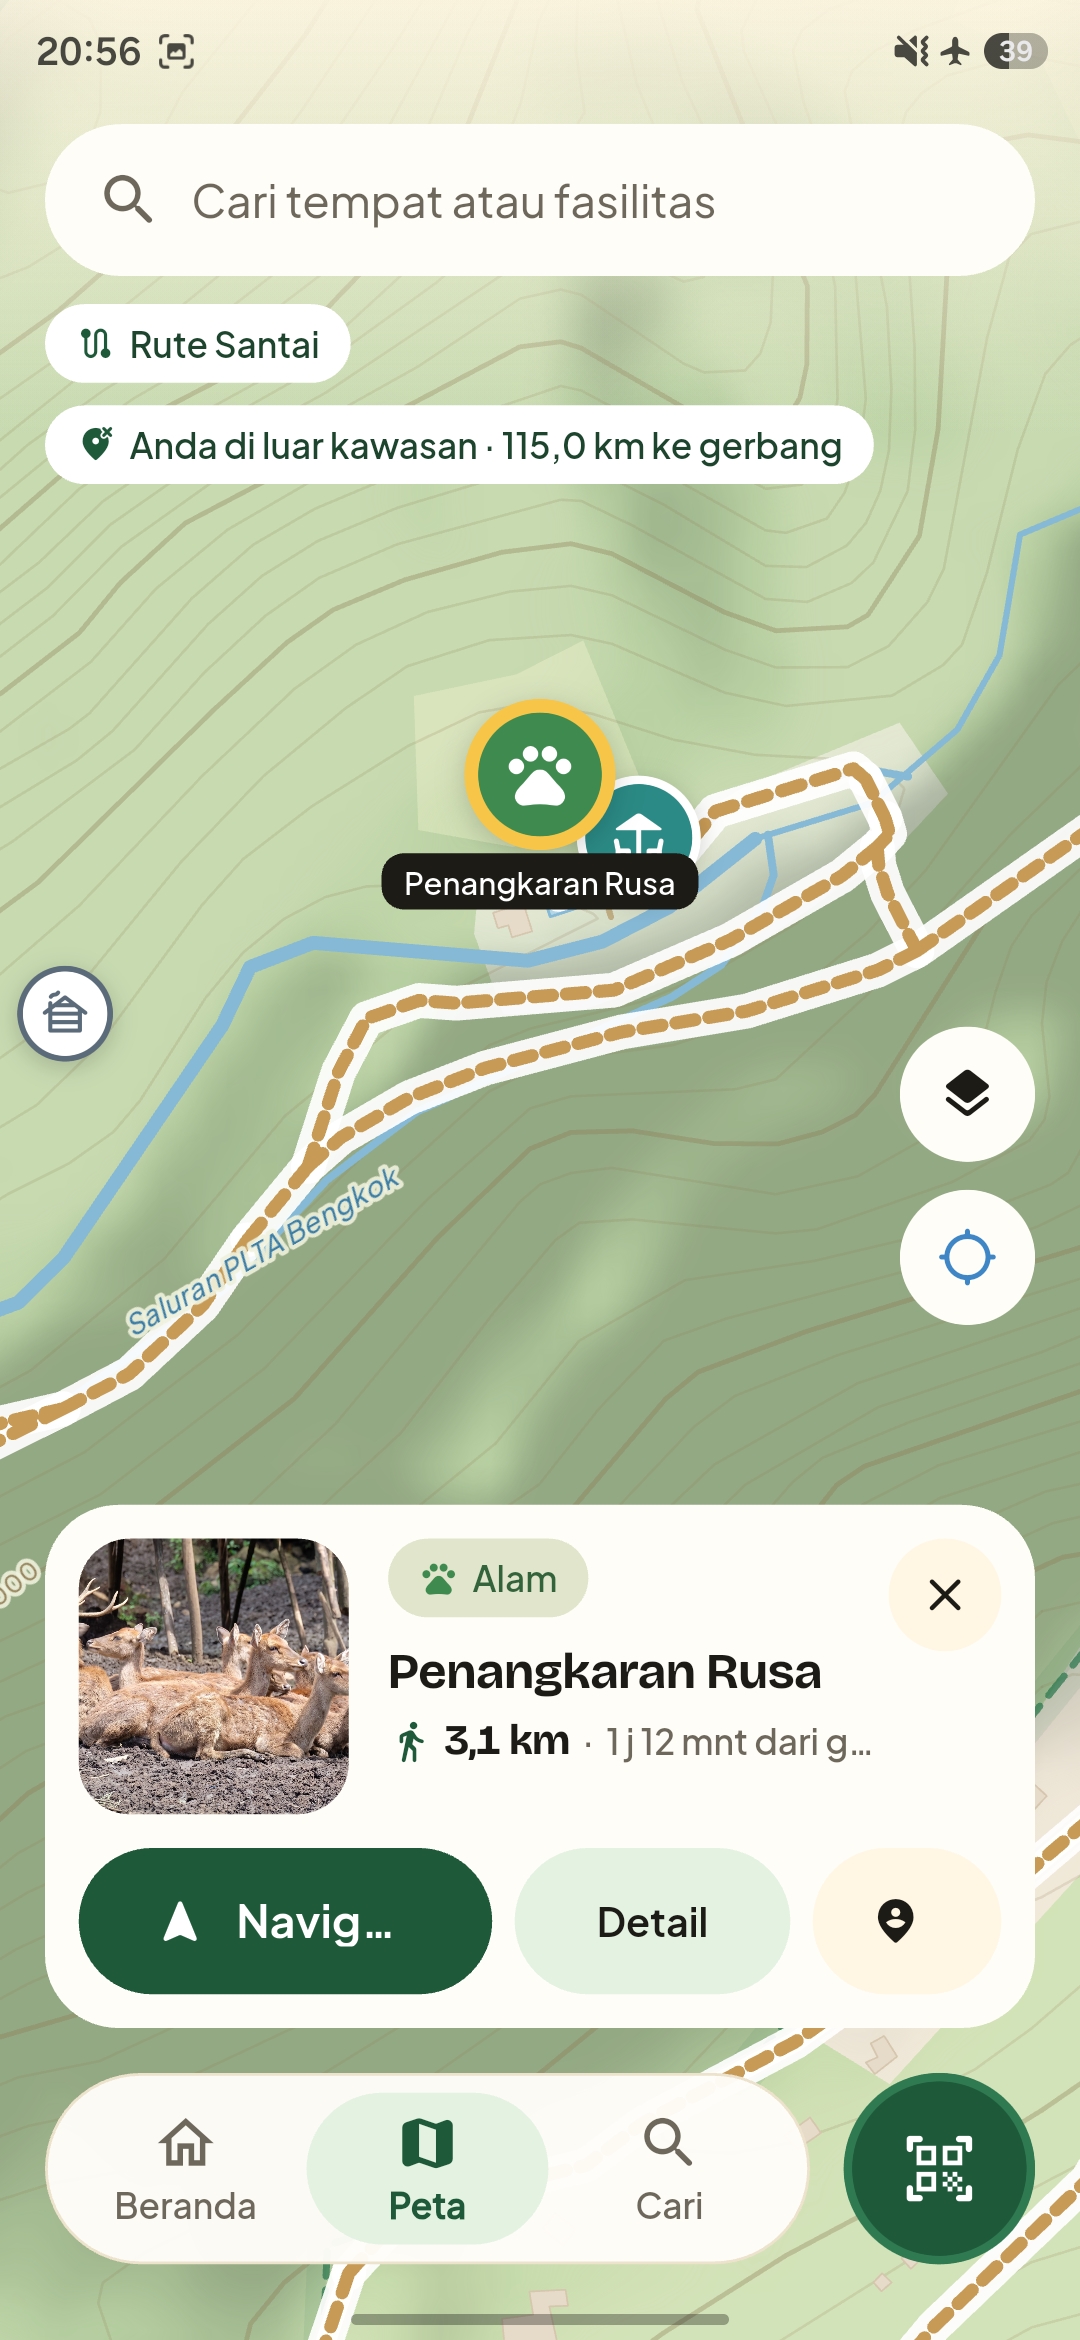 20:56
39
Cari tempat atau fasilitas
Rute Santai
Anda di luar kawasan · 115,0 km ke gerbang
Penangkaran Rusa
Saluran PLTA Bengkok
000
Alam
Penangkaran Rusa
3,1 km · 1 j 12 mnt dari g...
Navig...
Detail
Beranda
Peta
Cari